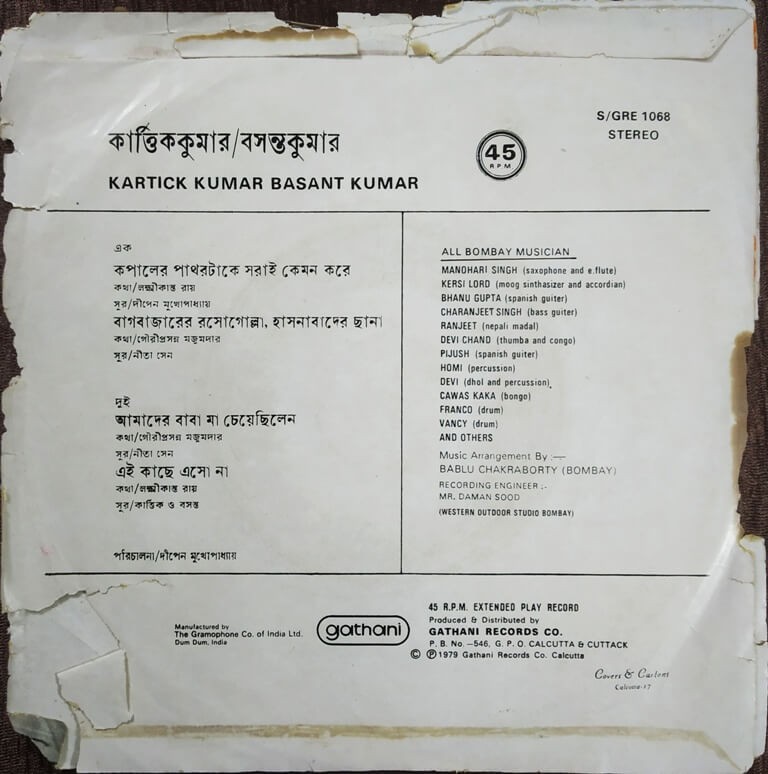 কার্ত্তিককুমার/বসন্তকুমার
KARTICK KUMAR BASANT KUMAR
45
RPM
S/GRE 1068
STEREO
এক
কপালের পাথরটাকে সরাই কেমন করে
কথা/লক্ষ্মীকান্ত রায়
সুর/দীপেন মুখোপাধ্যায়
বাগবাজারের রসোগোল্লা, হাসনাবাদের ছানা
কথা/গৌরীপ্রসন্ন মজুমদার
সুর/নীতা সেন
দুই
আমাদের বাবা মা চেয়েছিলেন
কথা/গৌরীপ্রসন্ন মজুমদার
সুর/নীতা সেন
এই কাছে এসো না
কথা/লক্ষ্মীকান্ত রায়
সুর/কার্ত্তিক ও বসন্ত
পরিচালনা/দীপেন মুখোপাধ্যায়
ALL BOMBAY MUSICIAN
MANOHARI SINGH (saxophone and e.flute)
KERSI LORD (moog sinthasizer and accordian)
BHANU GUPTA (spanish guiter)
CHARANJEET SINGH (bass guiter)
RANJEET (nepali madal)
DEVI CHAND (thumba and congo)
PIJUSH (spanish guiter)
HOMI (percussion)
DEVI (dhol and percussion),
CAWAS KAKA (bongo)
FRANCO (drum)
VANCY (drum)
AND OTHERS
Music Arrangement By :—
BABLU CHAKRABORTY (BOMBAY)
RECORDING ENGINEER :-
MR. DAMAN SOOD
(WESTERN OUTDOOR STUDIO BOMBAY)
Manufactured by
The Gramophone Co. of India Ltd.
Dum Dum, India
gathani
45 R.P.M. EXTENDED PLAY RECORD
Produced & Distributed by
GATHANI RECORDS CO.
P. B. No.—546, G. P. O. CALCUTTA & CUTTACK
© ℗ 1979 Gathani Records Co. Calcutta
Covers & Cartons
Calcutta-17